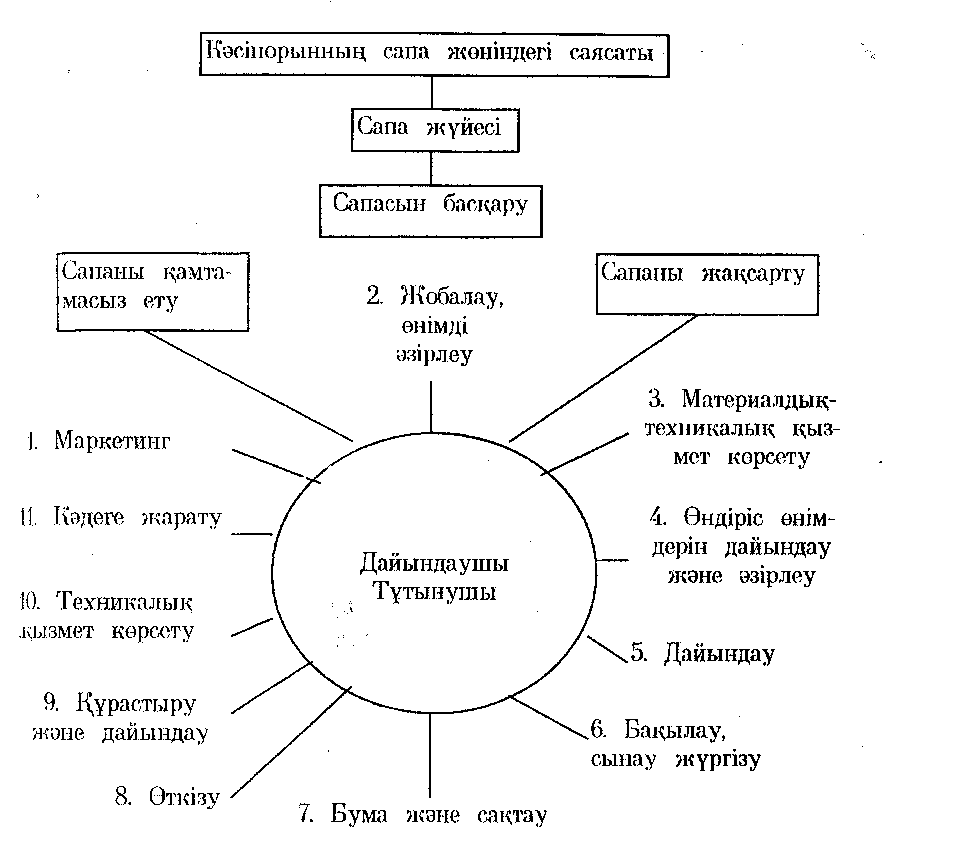 Кәсіпорынның сапа жөніндегі саясаты
Сапа жүйесі
Сапасын басқару
Сапаны қамта-
масыз ету
Сапаны жақсарту
2. Жобалау,
өнімді
әзірлеу
3. Материалдық-
техникалық қыз-
мет көрсету
1. Маркетинг
11. Кәдеге жарату
4. Өндіріс өнім-
дерін дайындау
және әзірлеу
Дайындаушы
Тұтынушы
10. Техникалық
қызмет көрсету
5. Дайындау
9. Құрастыру
және дайындау
6. Бақылау,
сынау жүргізу
8. Өткізу
7. Бума және сақтау